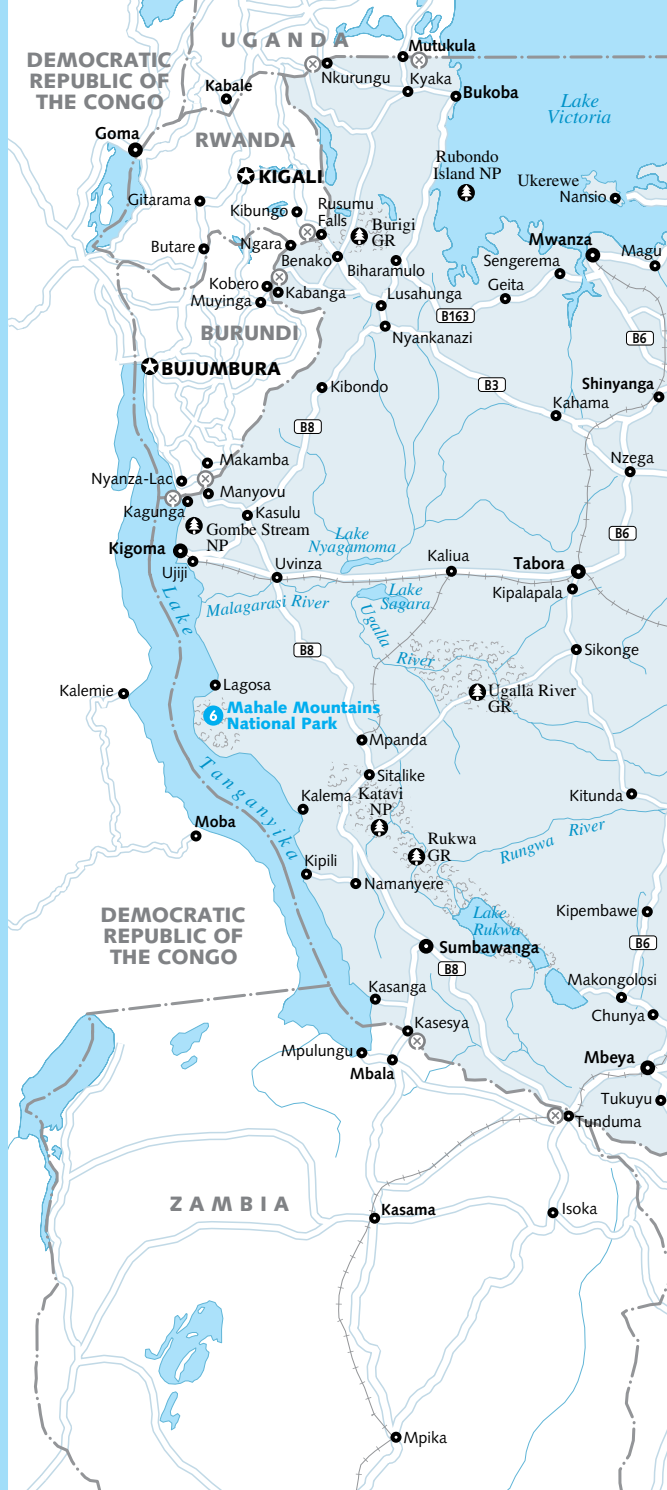 UGANDA
DEMOCRATIC
REPUBLIC OF
THE CONGO
Mutukula
Nkurungu
Kyaka
Kabale
Bukoba
Lake
Victoria
Goma
RWANDA
Rubondo
Island NP
KIGALI
Ukerewe
Nansio
Gitarama
Kibungo
Rusumu
Falls
Burigi
GR
Butare
Ngara
Benako
Biharamulo
Mwanza
Sengerema
Magu
Kobero
Kabanga
Muyinga
Lusahunga
Geita
B163
BURUNDI
Nyankanazi
B6
BUJUMBURA
Kibondo
B3
Shinyanga
Kahama
B8
Makamba
Nzega
Nyanza-Lac
Manyovu
Kagunga
Kasulu
Gombe Stream
NP
Lake
Nyagamoma
B6
Kigoma
Ujiji
Uvinza
Kaliua
Tabora
Kipalapala
Lake
Sagara
Malagarasi River
Ugalla
River
B8
Sikonge
Kalemie
Lagosa
Ugalla River
GR
6
Mahale Mountains
National Park
Mpanda
Sitalike
Lake
Tanganyika
Kalema
Katavi
NP
Kitunda
Moba
Rukwa
GR
Rungwa River
Kipili
Namanyere
DEMOCRATIC
REPUBLIC OF
THE CONGO
Lake
Rukwa
Kipembawe
Sumbawanga
B6
B8
Kasanga
Makongolosi
Chunya
Kasesya
Mpulungu
Mbala
Mbeya
Tukuyu
Tunduma
ZAMBIA
Kasama
Isoka
Mpika